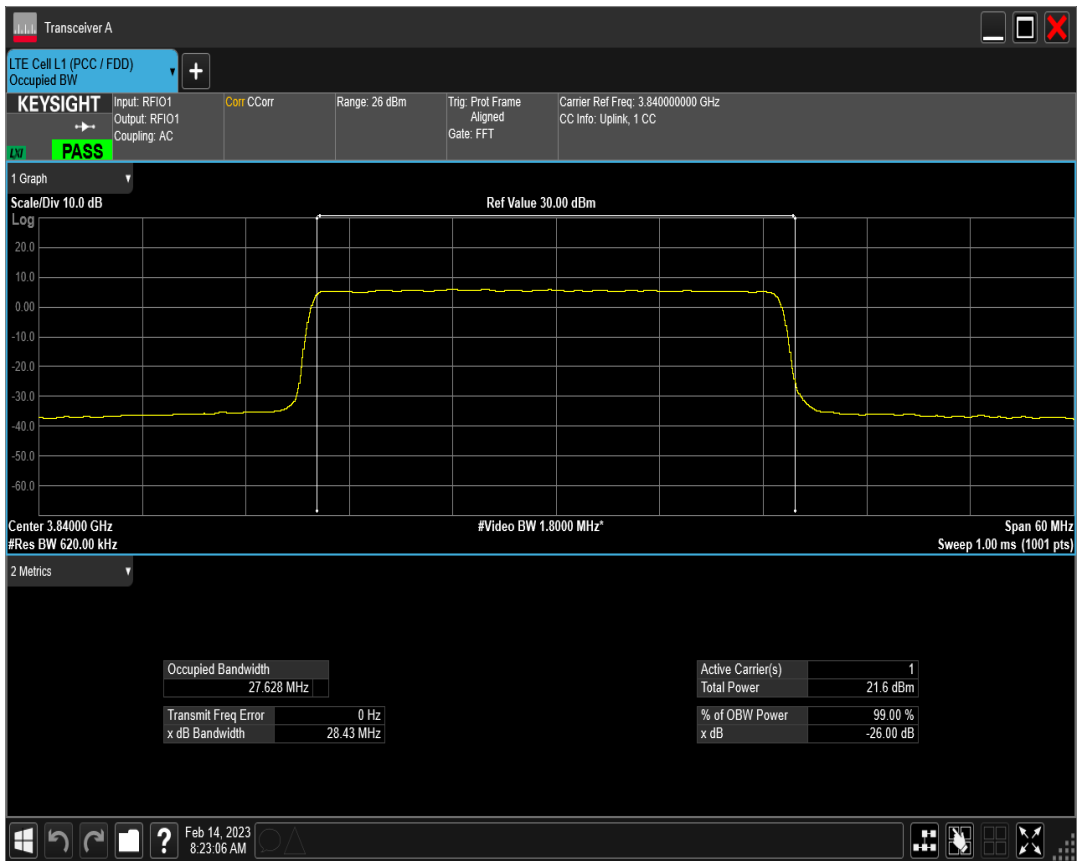 Transceiver A
LTE Cell L1 (PCC / FDD)
Occupied BW
+
KEYSIGHT
LXI
PASS
Input: RFIO1
Output: RFIO1
Coupling: AC
Corr CCorr
Range: 26 dBm
Trig: Prot Frame
Aligned
Gate: FFT
Carrier Ref Freq: 3.840000000 GHz
CC Info: Uplink, 1 CC
1 Graph
Scale/Div 10.0 dB
Ref Value 30.00 dBm
Log
20.0
10.0
0.00
-10.0
-20.0
-30.0
-40.0
-50.0
-60.0
Center 3.84000 GHz
#Video BW 1.8000 MHz*
Span 60 MHz
#Res BW 620.00 kHz
Sweep 1.00 ms (1001 pts)
2 Metrics
Occupied Bandwidth
27.628 MHz
Transmit Freq Error 0 Hz
x dB Bandwidth 28.43 MHz
Active Carrier(s) 1
Total Power 21.6 dBm
% of OBW Power 99.00 %
x dB -26.00 dB
?
Feb 14, 2023
8:23:06 AM